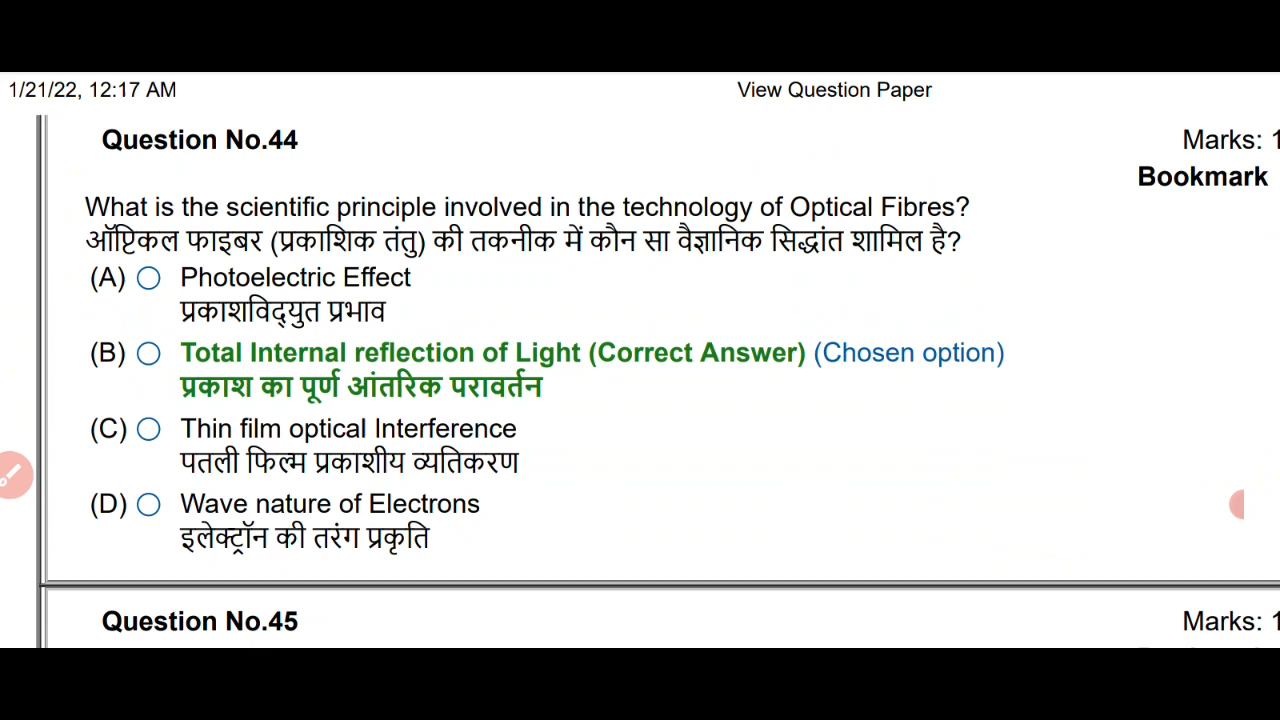 1/21/22, 12:17 AM View Question Paper
Question No.44 Marks: 1
Bookmark
What is the scientific principle involved in the technology of Optical Fibres?
ऑप्टिकल फाइबर (प्रकाशिक तंतु) की तकनीक में कौन सा वैज्ञानिक सिद्धांत शामिल है?
(A) Photoelectric Effect
प्रकाशविद्युत प्रभाव
(B) Total Internal reflection of Light (Correct Answer) (Chosen option)
प्रकाश का पूर्ण आंतरिक परावर्तन
(C) Thin film optical Interference
पतली फिल्म प्रकाशीय व्यतिकरण
(D) Wave nature of Electrons
इलेक्ट्रॉन की तरंग प्रकृति
Question No.45 Marks: 1